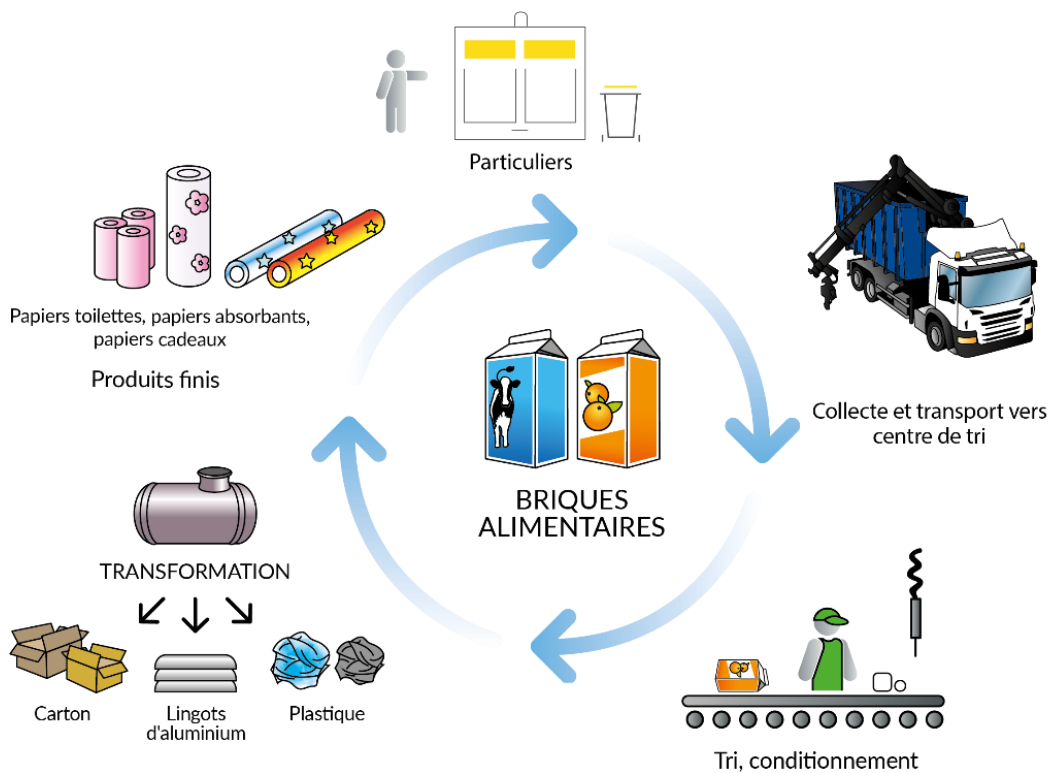 Particuliers
Collecte et transport vers
centre de tri
Tri, conditionnement
TRANSFORMATION
Carton
Lingots
d'aluminium
Plastique
Papiers toilettes, papiers absorbants,
papiers cadeaux
Produits finis
BRIQUES
ALIMENTAIRES